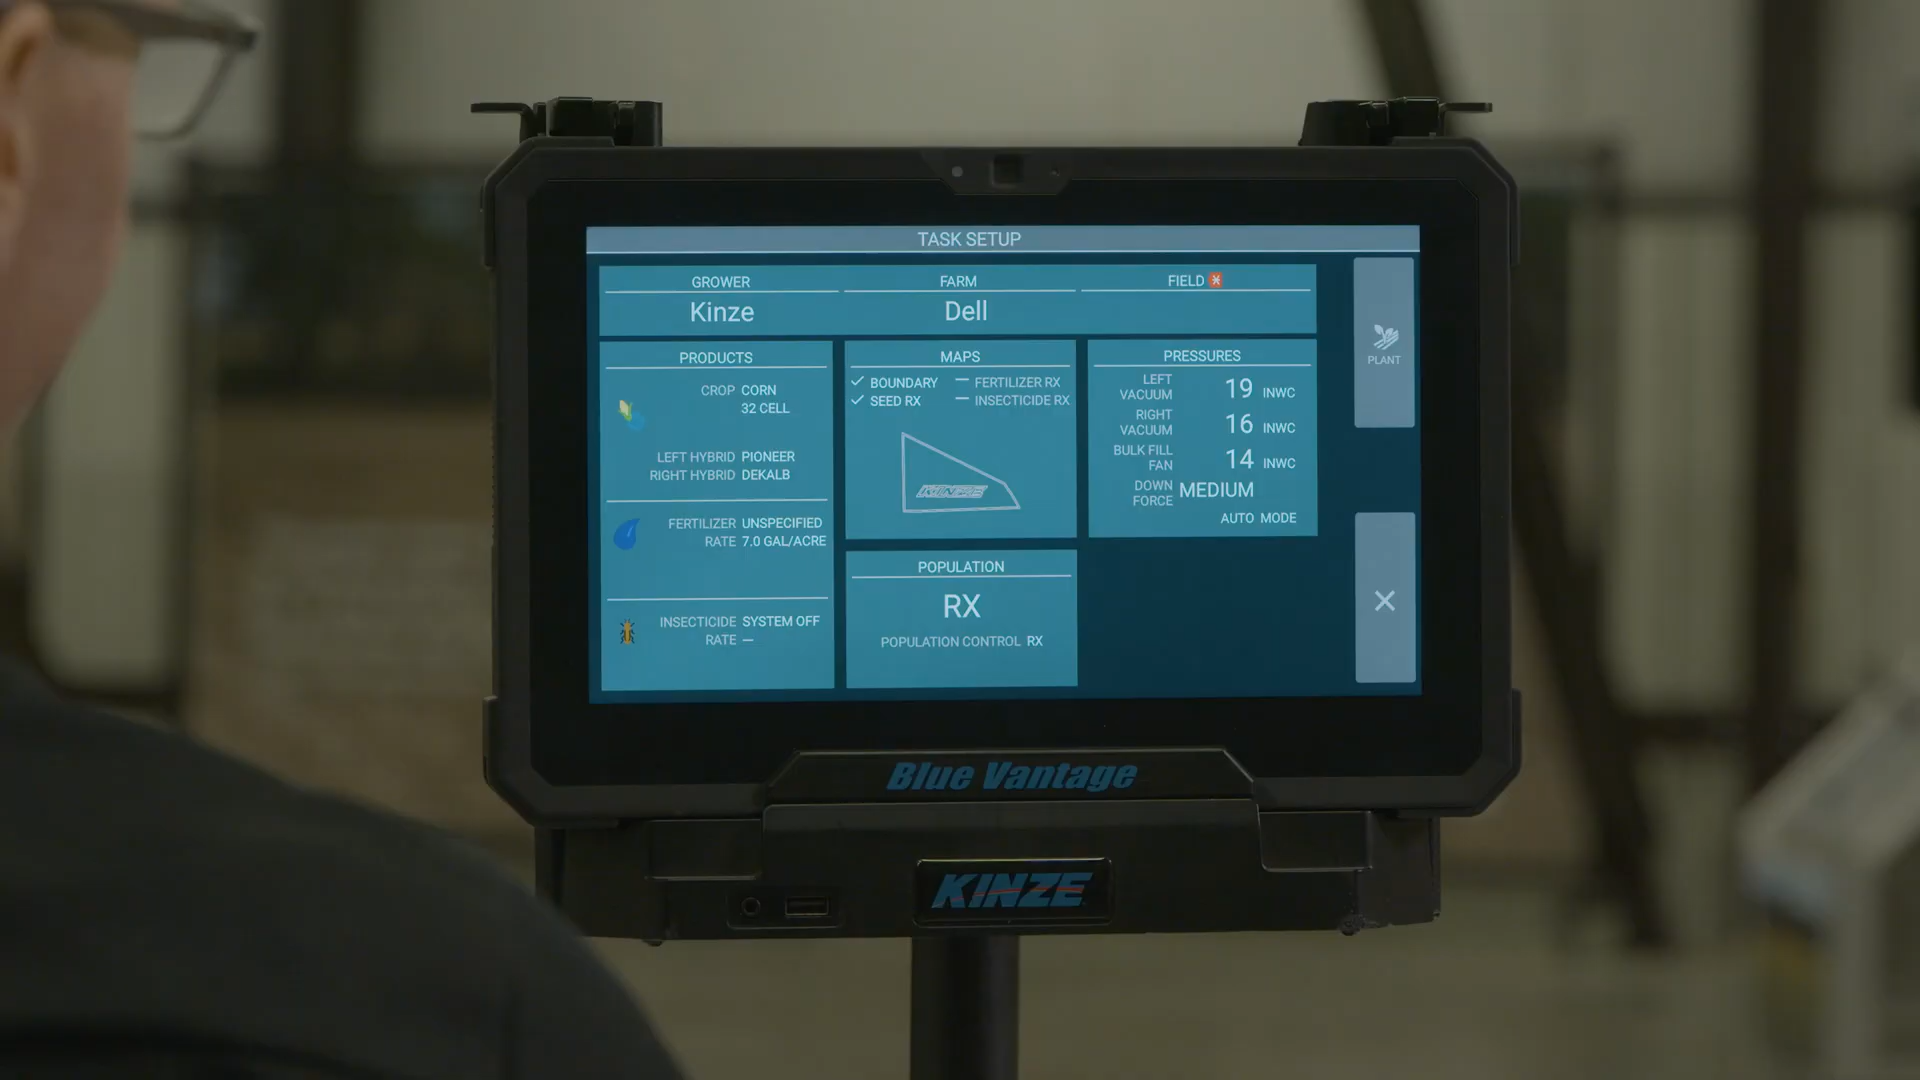 TASK SETUP
GROWER
Kinze
FARM
Dell
FIELD *
PRODUCTS
CROP CORN
32 CELL
LEFT HYBRID PIONEER
RIGHT HYBRID DEKALB
FERTILIZER UNSPECIFIED
RATE 7.0 GAL/ACRE
INSECTICIDE SYSTEM OFF
RATE —
MAPS
✓ BOUNDARY — FERTILIZER RX
✓ SEED RX — INSECTICIDE RX
KINZE
POPULATION
RX
POPULATION CONTROL RX
PRESSURES
LEFT VACUUM 19 INWC
RIGHT VACUUM 16 INWC
BULK FILL FAN 14 INWC
DOWN FORCE MEDIUM
AUTO MODE
PLANT
×
Blue Vantage
KINZE